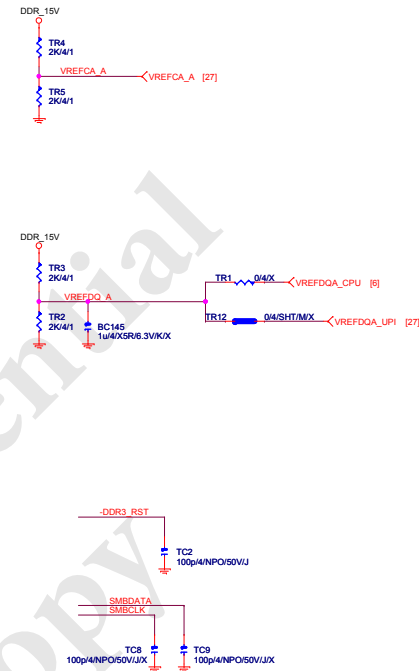 DDR_15V
TR4
2K/4/1
VREFCA_A
VREFCA_A [27]
TR5
2K/4/1
DDR_15V
TR3
2K/4/1
TR1 0/4/X
VREFDQA_CPU [6]
VREFDQ_A
TR2
2K/4/1
BC145
1u/4/X5R/6.3V/K/X
TR12 0/4/SHT/M/X
VREFDQA_UPI [27]
-DDR3_RST
TC2
100p/4/NPO/50V/J
SMBDATA
SMBCLK
TC8
100p/4/NPO/50V/J/X
TC9
100p/4/NPO/50V/J/X
ential
opy